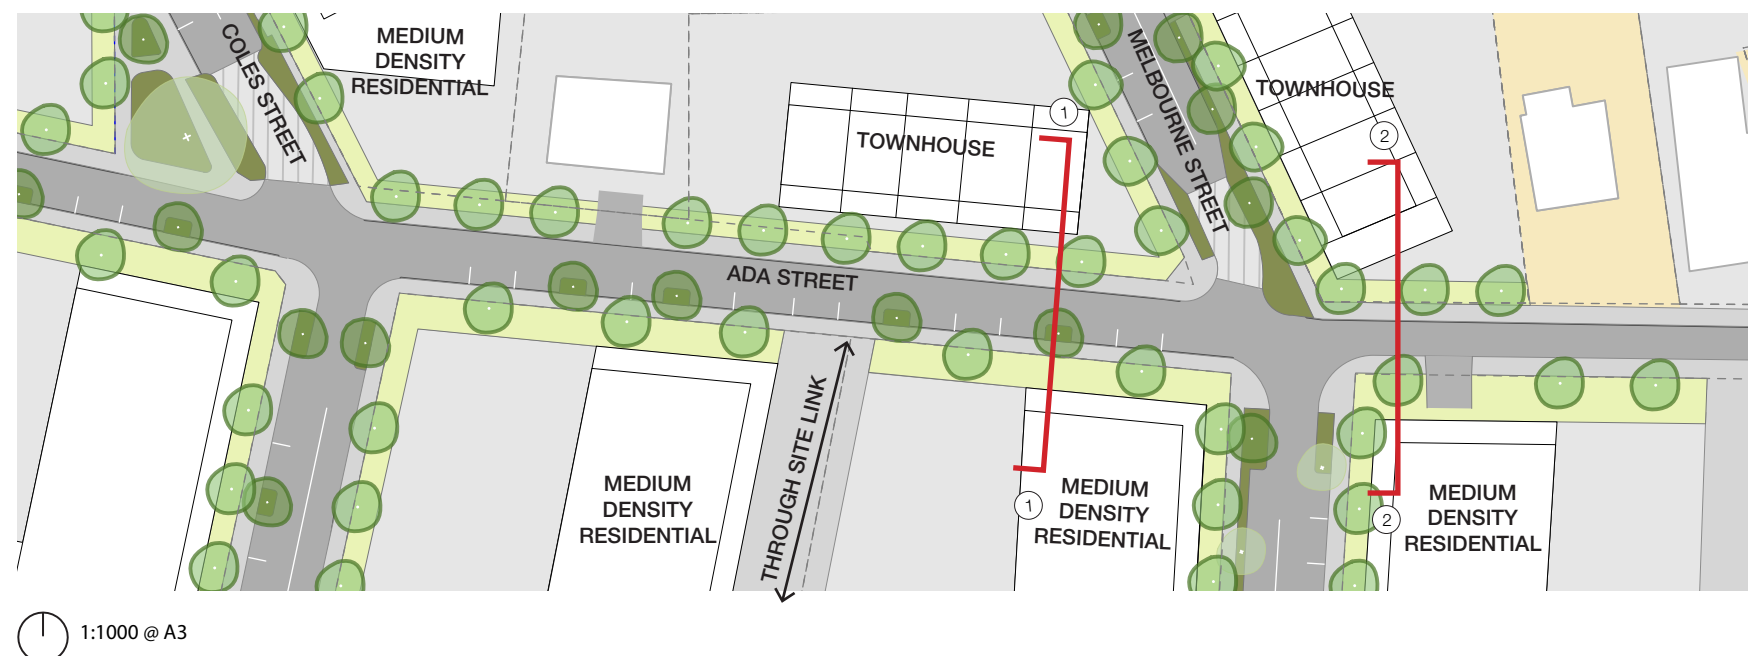 COLES STREET
MEDIUM
DENSITY
RESIDENTIAL
MELBOURNE STREET
TOWNHOUSE
1
TOWNHOUSE
2
ADA STREET
THROUGH SITE LINK
MEDIUM
DENSITY
RESIDENTIAL
1
MEDIUM
DENSITY
RESIDENTIAL
2
MEDIUM
DENSITY
RESIDENTIAL
1:1000 @ A3